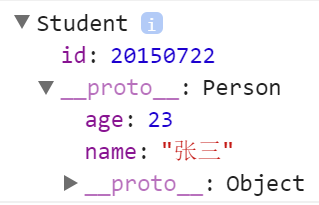 ▼ Student i
id: 20150722
▼ __proto__: Person
age: 23
name: "张三"
▶ __proto__: Object